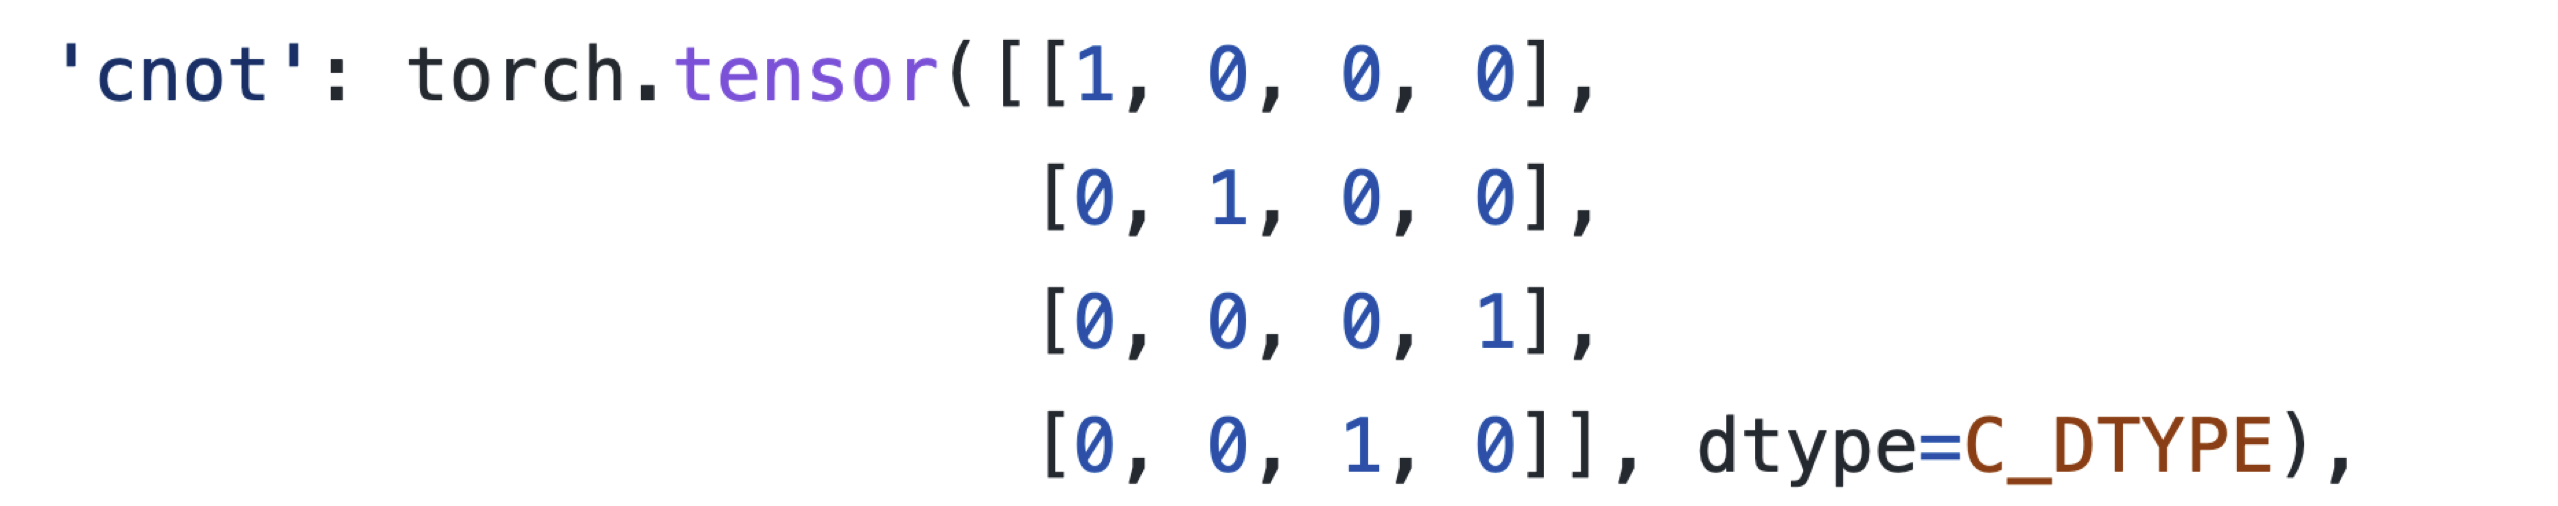 'cnot': torch.tensor([[1, 0, 0, 0],
[0, 1, 0, 0],
[0, 0, 0, 1],
[0, 0, 1, 0]], dtype=C_DTYPE),